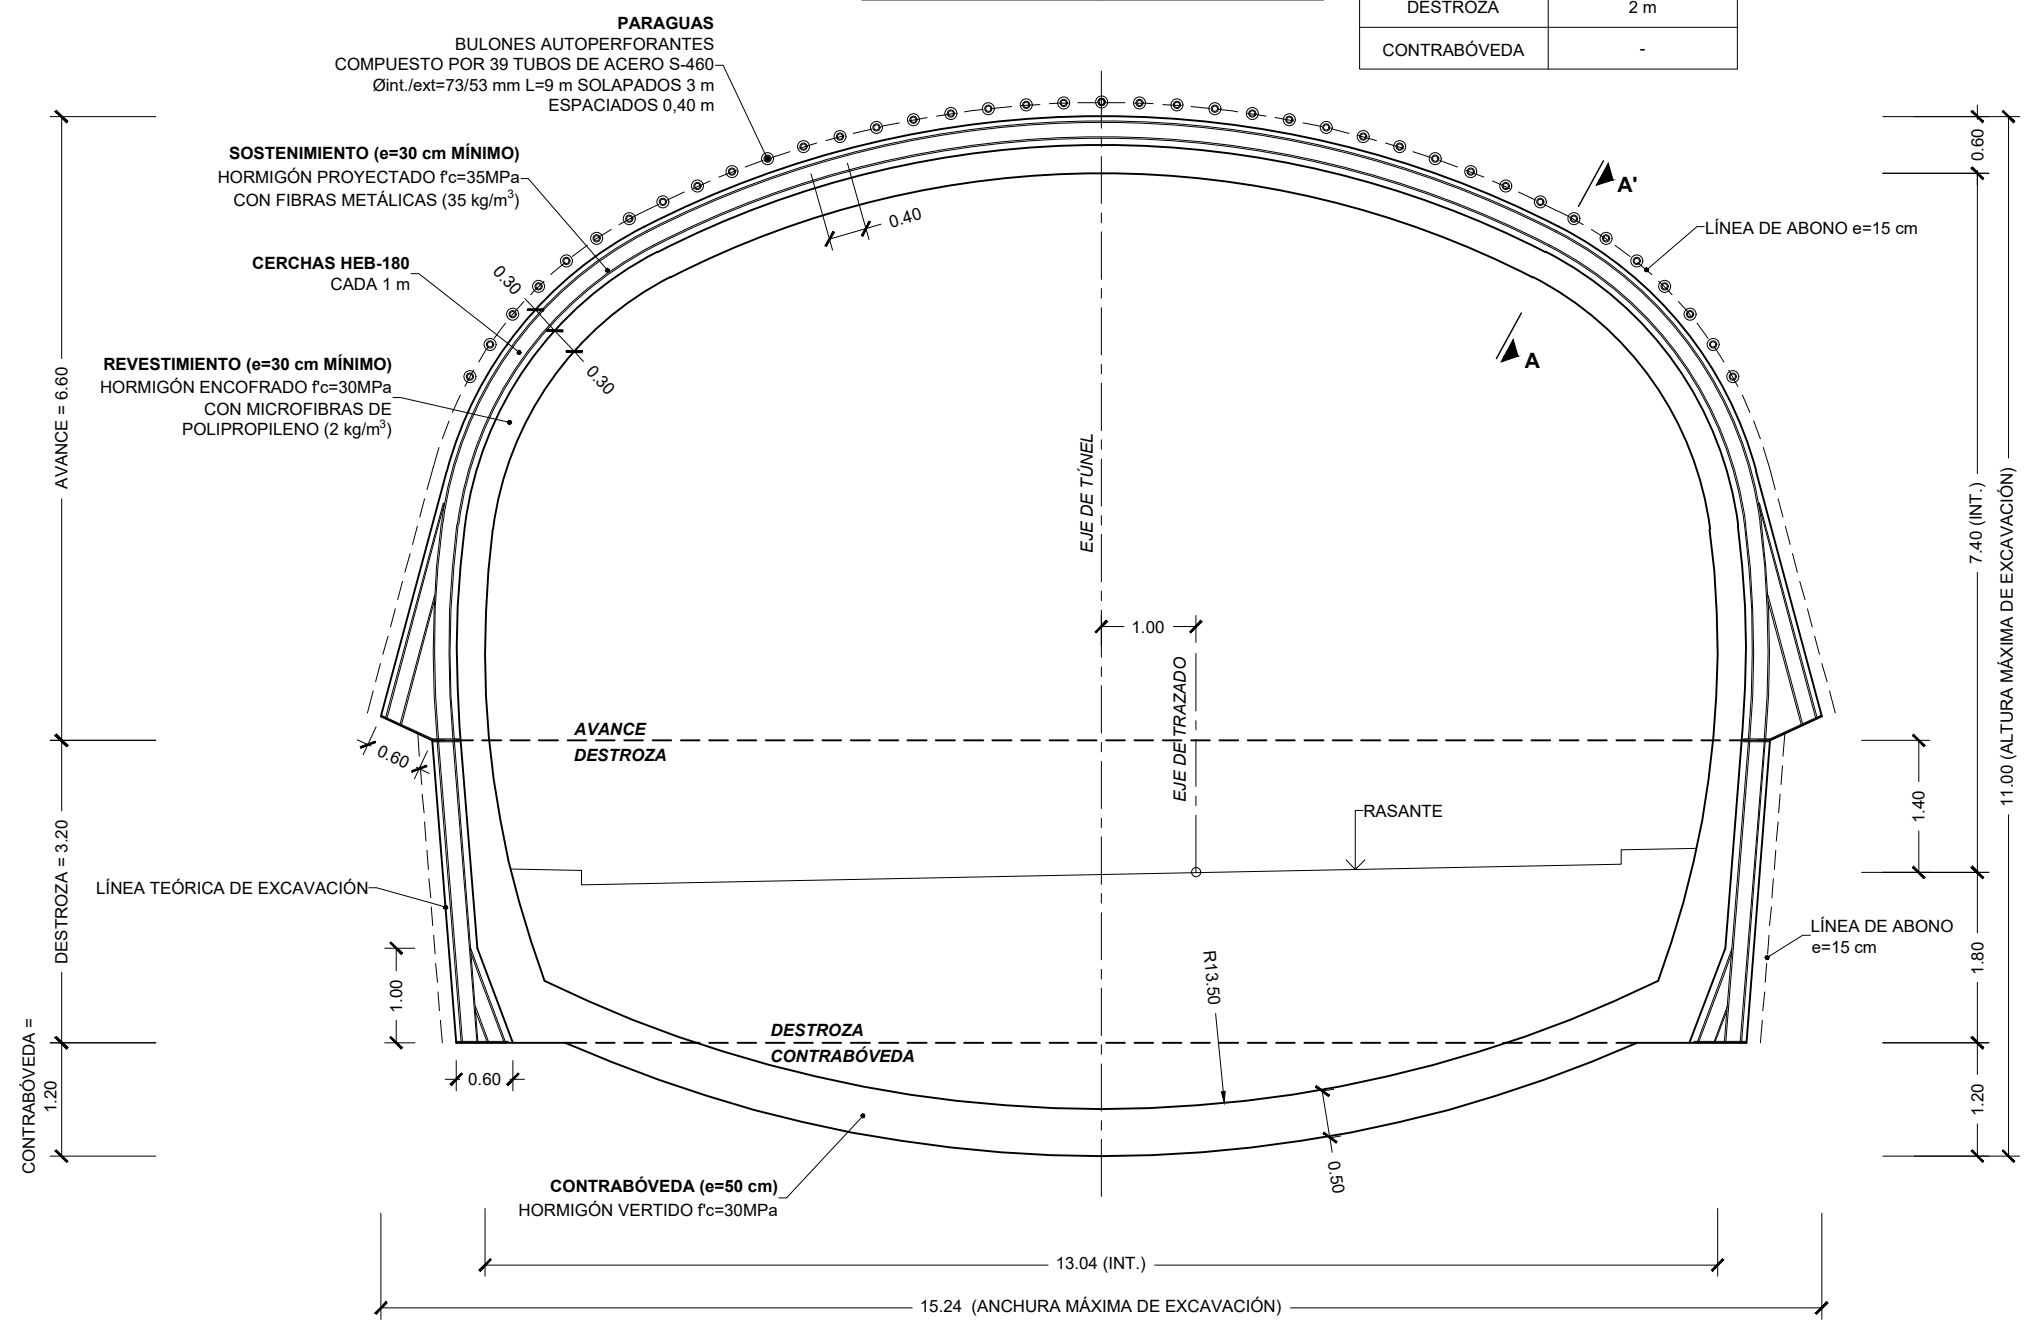 DESTROZA
2 m
CONTRABÓVEDA
-
PARAGUAS
BULONES AUTOPERFORANTES
COMPUESTO POR 39 TUBOS DE ACERO S-460
Øint./ext=73/53 mm L=9 m SOLAPADOS 3 m
ESPACIADOS 0,40 m
SOSTENIMIENTO (e=30 cm MÍNIMO)
HORMIGÓN PROYECTADO f'c=35MPa
CON FIBRAS METÁLICAS (35 kg/m³)
CERCHAS HEB-180
CADA 1 m
REVESTIMIENTO (e=30 cm MÍNIMO)
HORMIGÓN ENCOFRADO f'c=30MPa
CON MICROFIBRAS DE
POLIPROPILENO (2 kg/m³)
0.30
0.30
0.40
A'
A
LÍNEA DE ABONO e=15 cm
0.60
7.40 (INT.)
11.00 (ALTURA MÁXIMA DE EXCAVACIÓN)
AVANCE = 6.60
EJE DE TÚNEL
1.00
EJE DE TRAZADO
AVANCE
DESTROZA
0.60
RASANTE
1.40
DESTROZA = 3.20
LÍNEA TEÓRICA DE EXCAVACIÓN
LÍNEA DE ABONO
e=15 cm
1.80
1.00
R13.50
DESTROZA
CONTRABÓVEDA
0.60
CONTRABÓVEDA =
1.20
1.20
0.50
CONTRABÓVEDA (e=50 cm)
HORMIGÓN VERTIDO f'c=30MPa
13.04 (INT.)
15.24 (ANCHURA MÁXIMA DE EXCAVACIÓN)